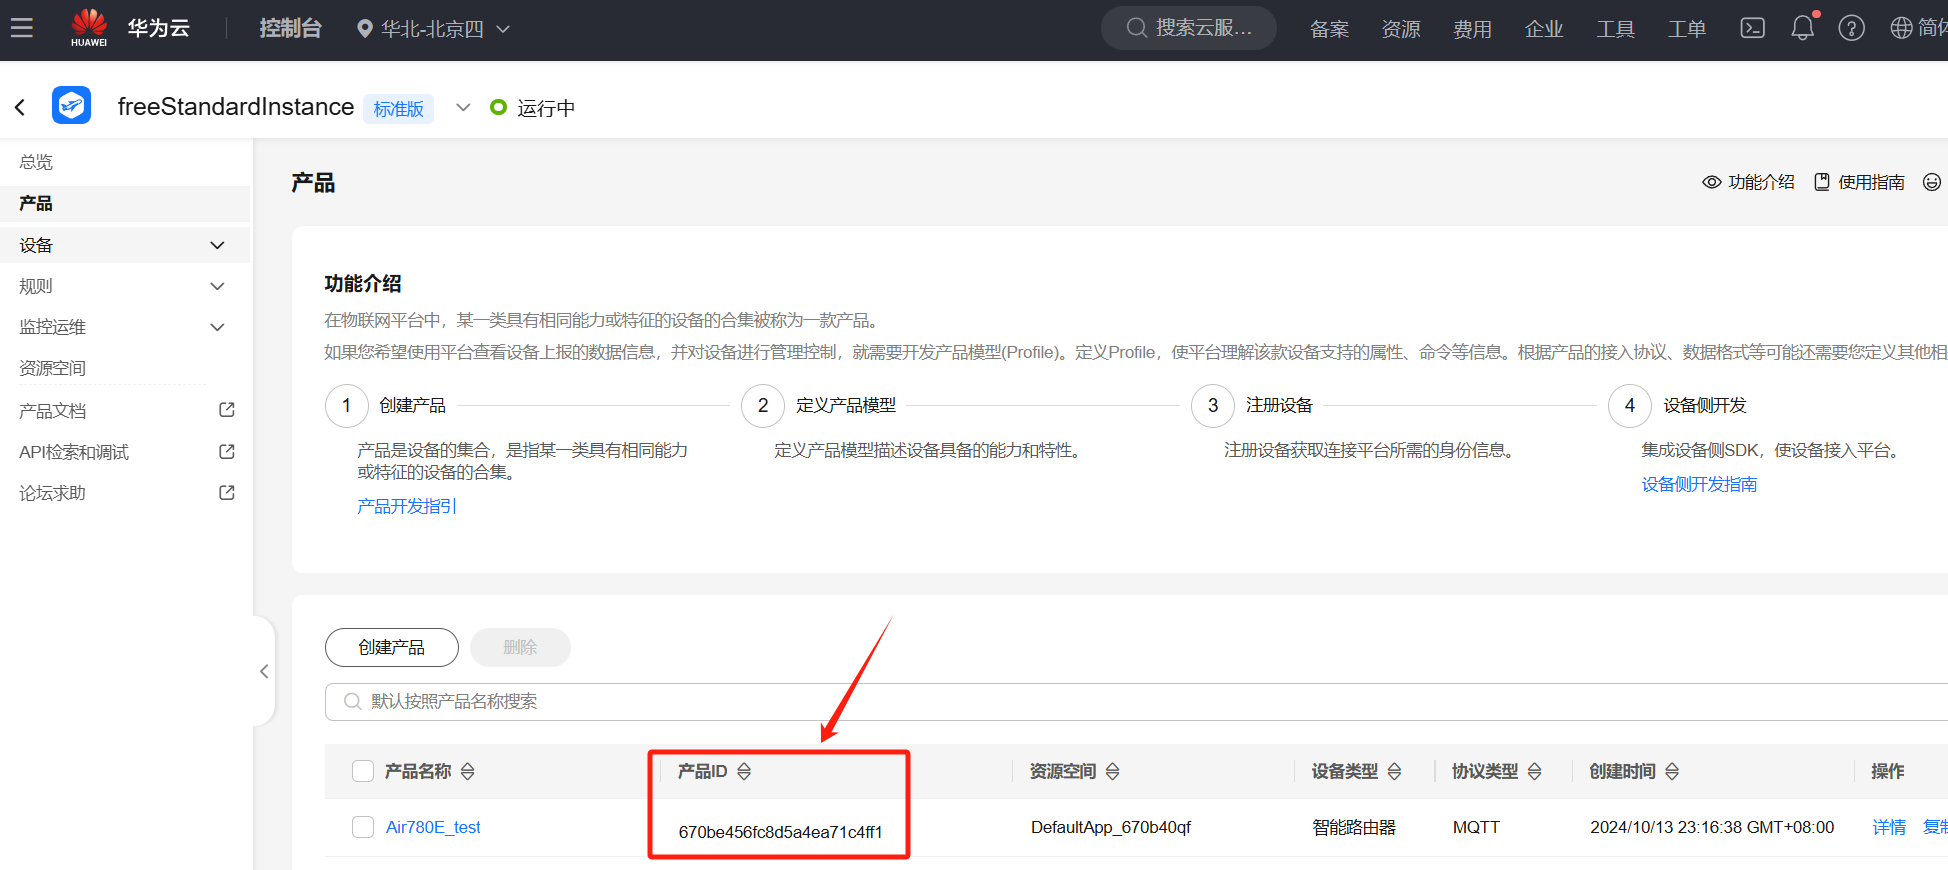 HUAWEI
华为云
控制台
华北-北京四
搜索云服...
备案
资源
费用
企业
工具
工单
简体
freeStandardInstance
标准版
运行中
总览
产品
设备
规则
监控运维
资源空间
产品文档
API检索和调试
论坛求助
产品
功能介绍
使用指南
功能介绍
在物联网平台中，某一类具有相同能力或特征的设备的合集被称为一款产品。
如果您希望使用平台查看设备上报的数据信息，并对设备进行管理控制，就需要开发产品模型(Profile)。定义Profile，使平台理解该款设备支持的属性、命令等信息。根据产品的接入协议、数据格式等可能还需要您定义其他相
1 创建产品
产品是设备的集合，是指某一类具有相同能力
或特征的设备的合集。
产品开发指引
2 定义产品模型
定义产品模型描述设备具备的能力和特性。
3 注册设备
注册设备获取连接平台所需的身份信息。
4 设备侧开发
集成设备侧SDK，使设备接入平台。
设备侧开发指南
创建产品
删除
默认按照产品名称搜索
产品名称 产品ID 资源空间 设备类型 协议类型 创建时间 操作
Air780E_test 670be456fc8d5a4ea71c4ff1 DefaultApp_670b40qf 智能路由器 MQTT 2024/10/13 23:16:38 GMT+08:00 详情 复制